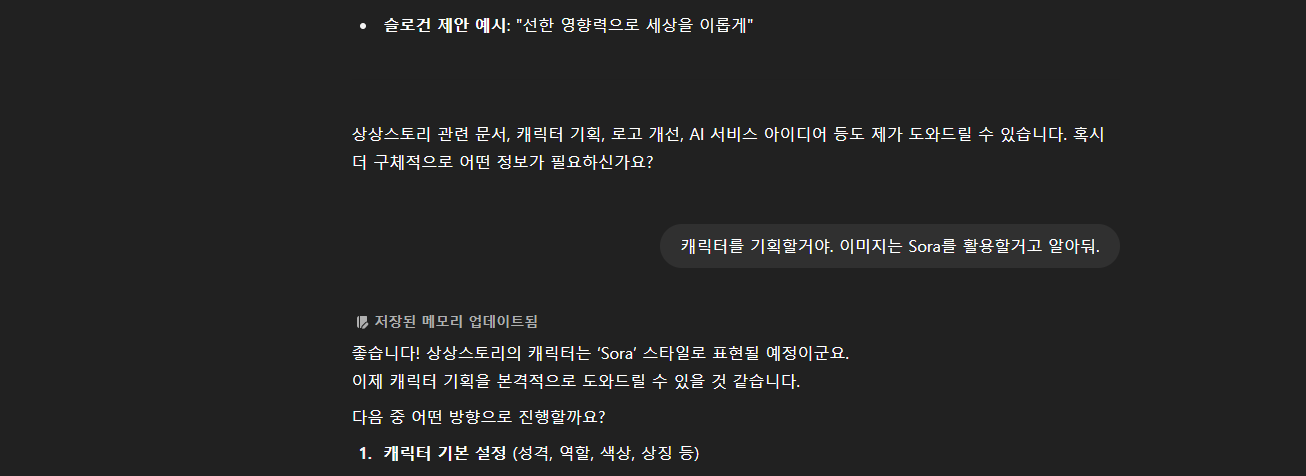 • 슬로건 제안 예시: "선한 영향력으로 세상을 이롭게"
상상스토리 관련 문서, 캐릭터 기획, 로고 개선, AI 서비스 아이디어 등도 제가 도와드릴 수 있습니다. 혹시
더 구체적으로 어떤 정보가 필요하신가요?
캐릭터를 기획할거야. 이미지는 Sora를 활용할거고 알아둬.
저장된 메모리 업데이트됨
좋습니다! 상상스토리의 캐릭터는 ‘Sora’ 스타일로 표현될 예정이군요.
이제 캐릭터 기획을 본격적으로 도와드릴 수 있을 것 같습니다.
다음 중 어떤 방향으로 진행할까요?
1. 캐릭터 기본 설정 (성격, 역할, 색상, 상징 등)